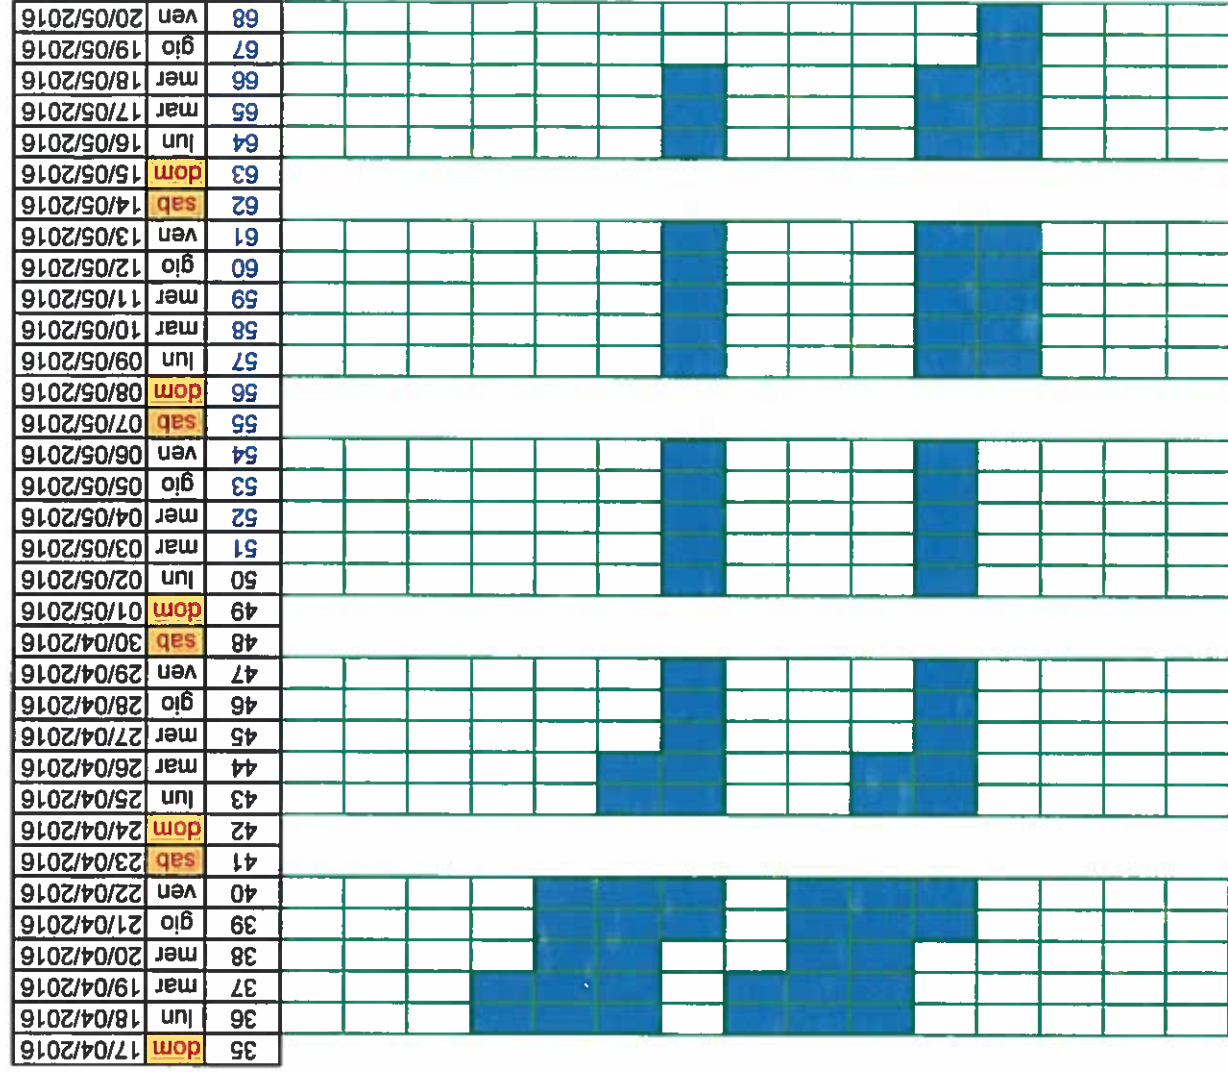 35 dom 17/04/2016
36 lun 18/04/2016
37 mar 19/04/2016
38 mer 20/04/2016
39 gio 21/04/2016
40 ven 22/04/2016
41 sab 23/04/2016
42 dom 24/04/2016
43 lun 25/04/2016
44 mar 26/04/2016
45 mer 27/04/2016
46 gio 28/04/2016
47 ven 29/04/2016
48 sab 30/04/2016
49 dom 01/05/2016
50 lun 02/05/2016
51 mar 03/05/2016
52 mer 04/05/2016
53 gio 05/05/2016
54 ven 06/05/2016
55 sab 07/05/2016
56 dom 08/05/2016
57 lun 09/05/2016
58 mar 10/05/2016
59 mer 11/05/2016
60 gio 12/05/2016
61 ven 13/05/2016
62 sab 14/05/2016
63 dom 15/05/2016
64 lun 16/05/2016
65 mar 17/05/2016
66 mer 18/05/2016
67 gio 19/05/2016
68 ven 20/05/2016